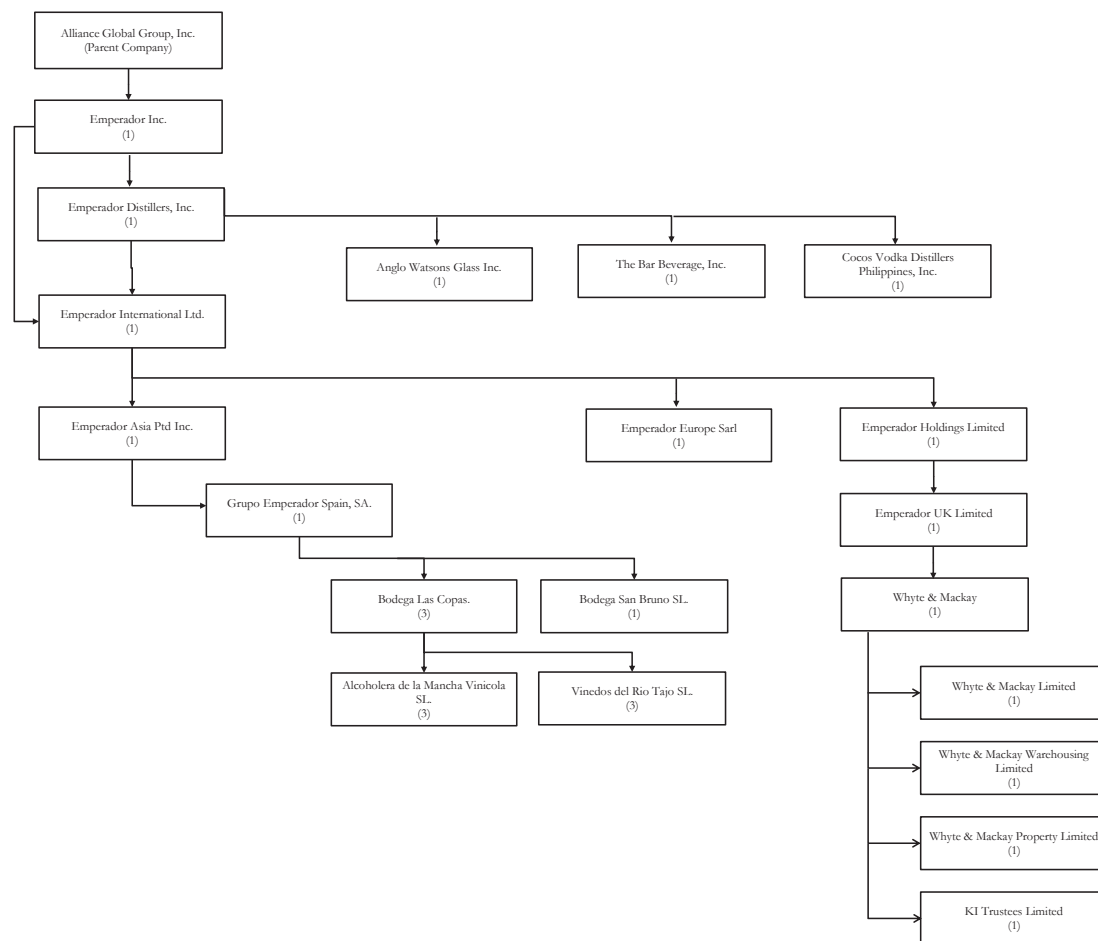 Alliance Global Group, Inc.
(Parent Company)
Emperador Inc.
(1)
Emperador Distillers, Inc.
(1)
Anglo Watsons Glass Inc.
(1)
The Bar Beverage, Inc.
(1)
Cocos Vodka Distillers
Philippines, Inc.
(1)
Emperador International Ltd.
(1)
Emperador Asia Ptd Inc.
(1)
Emperador Europe Sarl
(1)
Emperador Holdings Limited
(1)
Grupo Emperador Spain, SA.
(1)
Emperador UK Limited
(1)
Bodega Las Copas.
(3)
Bodega San Bruno SL.
(1)
Whyte & Mackay
(1)
Alcoholera de la Mancha Vinicola
SL.
(3)
Vinedos del Rio Tajo SL.
(3)
Whyte & Mackay Limited
(1)
Whyte & Mackay Warehousing
Limited
(1)
Whyte & Mackay Property Limited
(1)
KI Trustees Limited
(1)